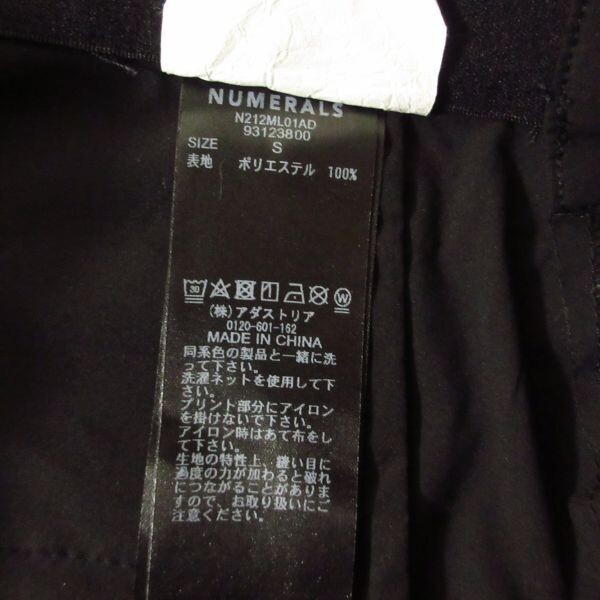 NUMERALS
N212ML01AD
93123800
SIZE S
表地 ポリエステル 100%
30 W
(株)アダストリア
0120-601-162
MADE IN CHINA
同系色の製品と一緒に洗
って下さい。
洗濯ネットを使用して下
さい。
プリント部分にアイロン
を掛けないで下さい。
アイロン時はあて布をし
て下さい。
生地の特性上、縫い目に
過度の力が加わると破れ
につながることがありま
すので、お取り扱いにご
注意ください。